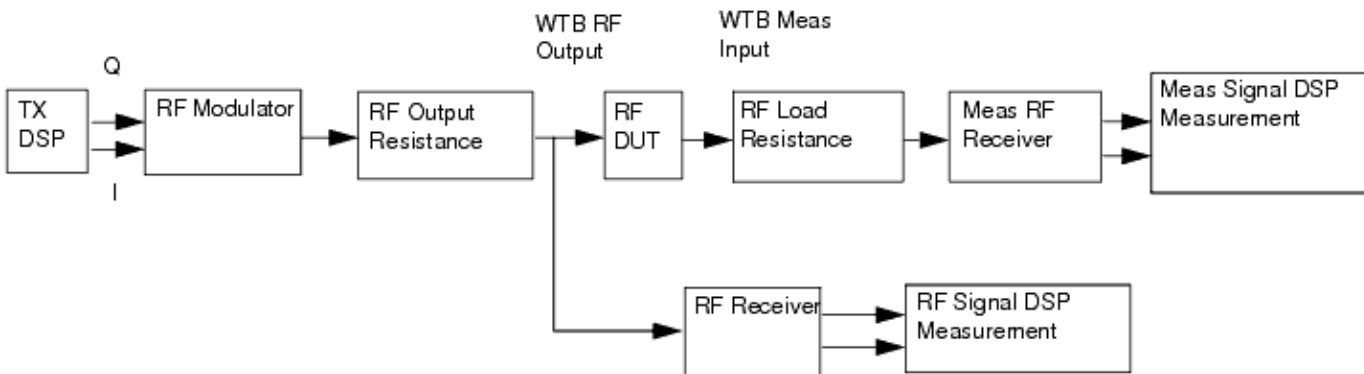 WTB RF
Output
WTB Meas
Input
Q
TX
DSP
I
RF Modulator
RF Output
Resistance
RF
DUT
RF Load
Resistance
Meas RF
Receiver
Meas Signal DSP
Measurement
RF Receiver
RF Signal DSP
Measurement